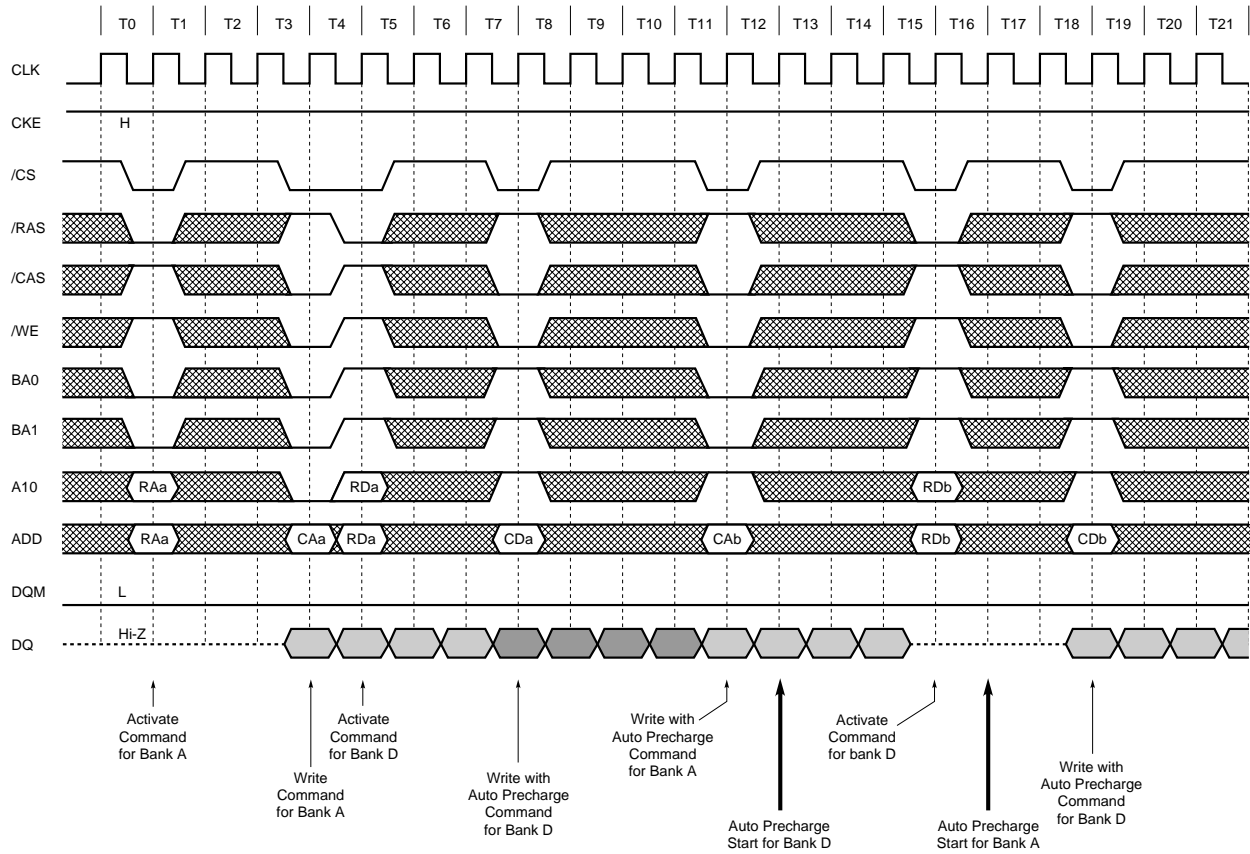 T0 T1 T2 T3 T4 T5 T6 T7 T8 T9 T10 T11 T12 T13 T14 T15 T16 T17 T18 T19 T20 T21
CLK
CKE H
/CS
/RAS
/CAS
/WE
BA0
BA1
A10 RAa RDa RDb
ADD RAa CAa RDa CDa CAb RDb CDb
DQM L
DQ Hi-Z
Activate
Command
for Bank A
Write
Command
for Bank A
Activate
Command
for Bank D
Write with
Auto Precharge
Command
for Bank D
Write with
Auto Precharge
Command
for Bank A
Auto Precharge
Start for Bank D
Activate
Command
for bank D
Auto Precharge
Start for Bank A
Write with
Auto Precharge
Command
for Bank D